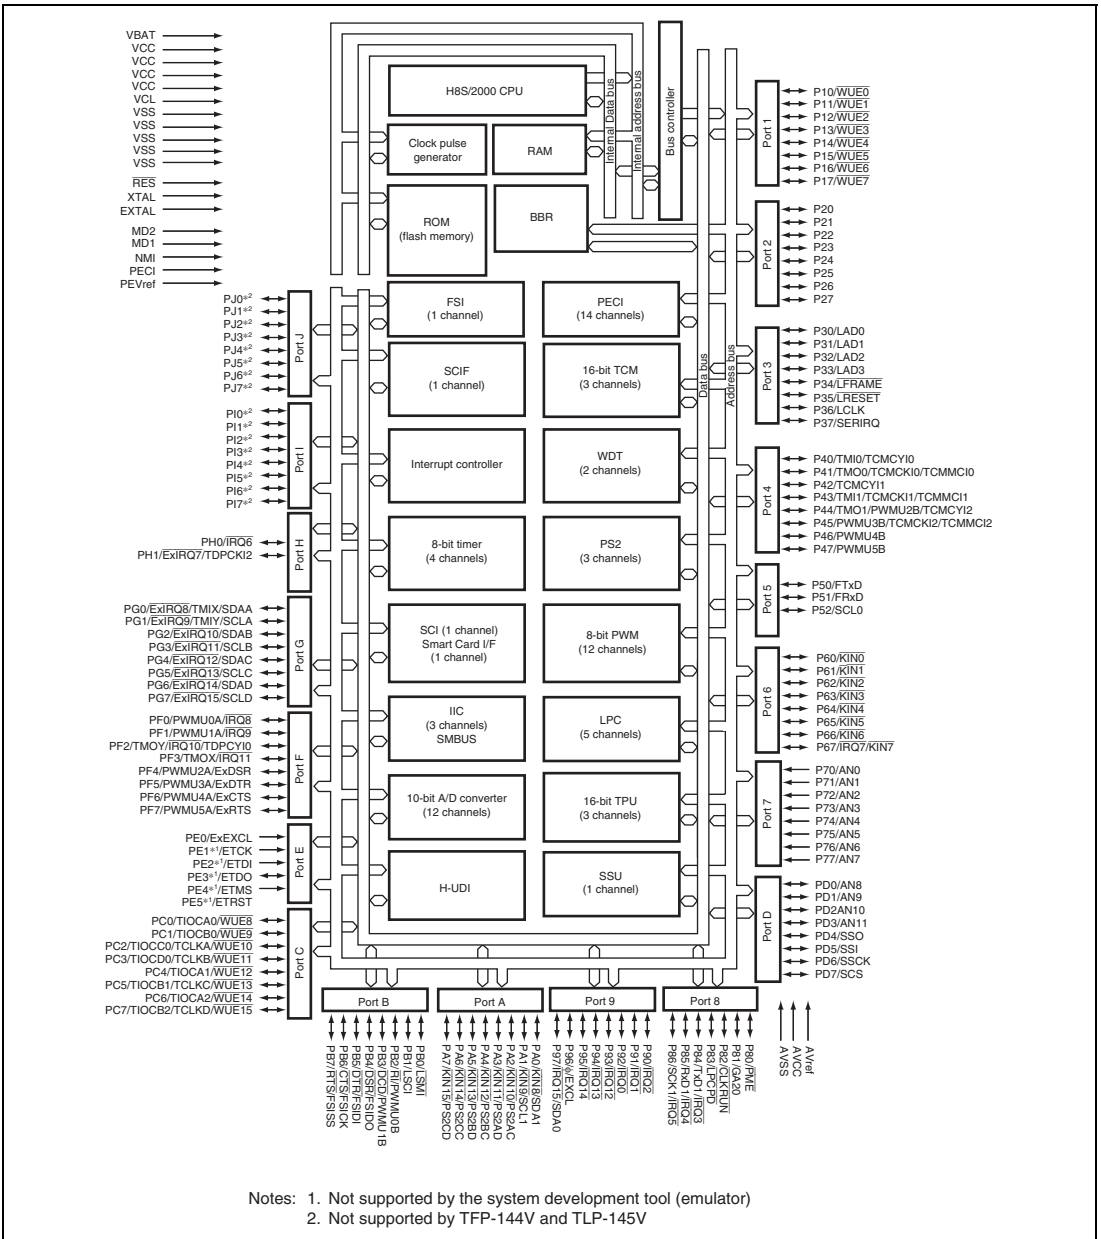 VBAT
VCC
VCC
VCC
VCC
VCL
VSS
VSS
VSS
VSS
VSS
RES
XTAL
EXTAL
MD2
MD1
NMI
PECI
PEVref
H8S/2000 CPU
Clock pulse
generator
RAM
ROM
(flash memory)
BBR
Internal Data bus
Internal address bus
Bus controller
FSI
(1 channel)
PECI
(14 channels)
SCIF
(1 channel)
16-bit TCM
(3 channels)
Data bus
Address bus
Interrupt controller
WDT
(2 channels)
8-bit timer
(4 channels)
PS2
(3 channels)
SCI (1 channel)
Smart Card I/F
(1 channel)
8-bit PWM
(12 channels)
IIC
(3 channels)
SMBUS
LPC
(5 channels)
10-bit A/D converter
(12 channels)
16-bit TPU
(3 channels)
H-UDI
SSU
(1 channel)
PJ0*2
PJ1*2
PJ2*2
PJ3*2
PJ4*2
PJ5*2
PJ6*2
PJ7*2
Port J
PI0*2
PI1*2
PI2*2
PI3*2
PI4*2
PI5*2
PI6*2
PI7*2
Port I
PH0/IRQ6
PH1/ExIRQ7/TDPCKI2
Port H
PG0/ExIRQ8/TMIX/SDAA
PG1/ExIRQ9/TMIY/SCLA
PG2/ExIRQ10/SDAB
PG3/ExIRQ11/SCLB
PG4/ExIRQ12/SDAC
PG5/ExIRQ13/SCLC
PG6/ExIRQ14/SDAD
PG7/ExIRQ15/SCLD
Port G
PF0/PWMU0A/IRQ8
PF1/PWMU1A/IRQ9
PF2/TMOY/IRQ10/TDPCYI0
PF3/TMOX/IRQ11
PF4/PWMU2A/ExDSR
PF5/PWMU3A/ExDTR
PF6/PWMU4A/ExCTS
PF7/PWMU5A/ExRTS
Port F
PE0/ExEXCL
PE1*1/ETCK
PE2*1/ETDI
PE3*1/ETDO
PE4*1/ETMS
PE5*1/ETRST
Port E
PC0/TIOCA0/WUE8
PC1/TIOCB0/WUE9
PC2/TIOCC0/TCLKA/WUE10
PC3/TIOCD0/TCLKB/WUE11
PC4/TIOCA1/WUE12
PC5/TIOCB1/TCLKC/WUE13
PC6/TIOCA2/WUE14
PC7/TIOCB2/TCLKD/WUE15
Port C
Port 1
P10/WUE0
P11/WUE1
P12/WUE2
P13/WUE3
P14/WUE4
P15/WUE5
P16/WUE6
P17/WUE7
Port 2
P20
P21
P22
P23
P24
P25
P26
P27
Port 3
P30/LAD0
P31/LAD1
P32/LAD2
P33/LAD3
P34/LFRAME
P35/LRESET
P36/LCLK
P37/SERIRQ
Port 4
P40/TMI0/TCMCYI0
P41/TMO0/TCMCKI0/TCMMCI0
P42/TCMCYI1
P43/TMI1/TCMCKI1/TCMMCI1
P44/TMO1/PWMU2B/TCMCYI2
P45/PWMU3B/TCMCKI2/TCMMCI2
P46/PWMU4B
P47/PWMU5B
Port 5
P50/FTxD
P51/FRxD
P52/SCL0
Port 6
P60/KIN0
P61/KIN1
P62/KIN2
P63/KIN3
P64/KIN4
P65/KIN5
P66/KIN6
P67/IRQ7/KIN7
Port 7
P70/AN0
P71/AN1
P72/AN2
P73/AN3
P74/AN4
P75/AN5
P76/AN6
P77/AN7
Port D
PD0/AN8
PD1/AN9
PD2AN10
PD3/AN11
PD4/SSO
PD5/SSI
PD6/SSCK
PD7/SCS
Port B
Port A
Port 9
Port 8
PB7/RTS/FSISS
PB6/CTS/FSICK
PB5/DTR/FSIDI
PB4/DSR/FSIDO
PB3/DCD/PWMU1B
PB2/RI/PWMU0B
PB1/LSCI
PB0/LSMI
PA7/KIN15/PS2CD
PA6/KIN14/PS2CC
PA5/KIN13/PS2BD
PA4/KIN12/PS2BC
PA3/KIN11/PS2AD
PA2/KIN10/PS2AC
PA1/KIN9/SCL1
PA0/KIN8/SDA1
P97/IRQ15/SDA0
P96/ϕ/EXCL
P95/IRQ14
P94/IRQ13
P93/IRQ12
P92/IRQ0
P91/IRQ1
P90/IRQ2
P86/SCK1/IRQ5
P85/RxD1/IRQ4
P84/TxD1/IRQ3
P83/LPCPD
P82/CLKRUN
P81/GA20
P80/PME
AVSS
AVCC
AVref
Notes: 1. Not supported by the system development tool (emulator)
2. Not supported by TFP-144V and TLP-145V